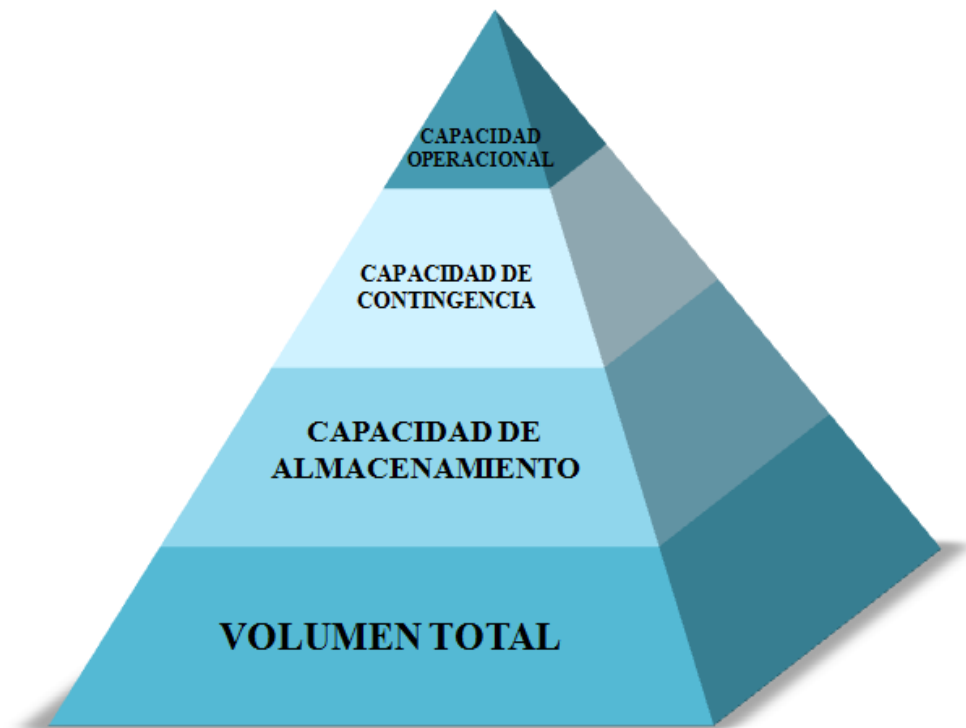 CAPACIDAD
OPERACIONAL
CAPACIDAD DE
CONTINGENCIA
CAPACIDAD DE
ALMACENAMIENTO
VOLUMEN TOTAL